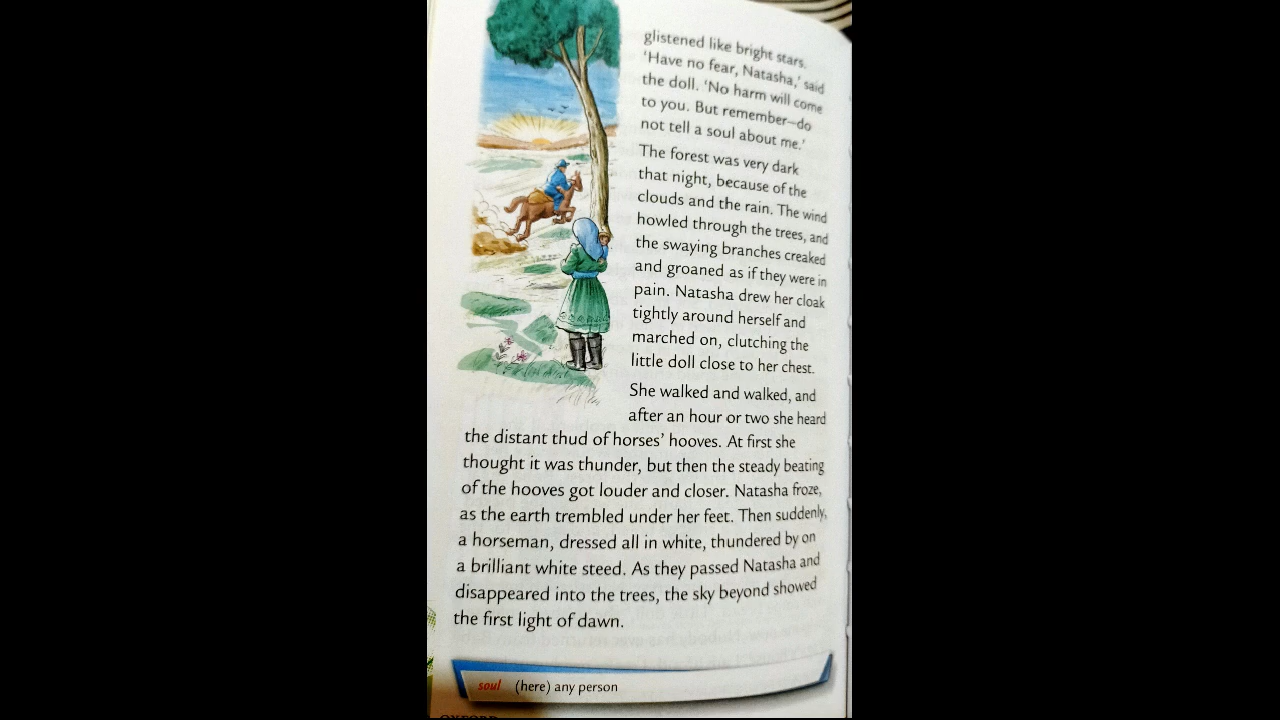 glistened like bright stars.
'Have no fear, Natasha,' said
the doll. 'No harm will come
to you. But remember—do
not tell a soul about me.'
The forest was very dark
that night, because of the
clouds and the rain. The wind
howled through the trees, and
the swaying branches creaked
and groaned as if they were in
pain. Natasha drew her cloak
tightly around herself and
marched on, clutching the
little doll close to her chest.
She walked and walked, and
after an hour or two she heard
the distant thud of horses' hooves. At first she
thought it was thunder, but then the steady beating
of the hooves got louder and closer. Natasha froze,
as the earth trembled under her feet. Then suddenly,
a horseman, dressed all in white, thundered by on
a brilliant white steed. As they passed Natasha and
disappeared into the trees, the sky beyond showed
the first light of dawn.
soul (here) any person
OXFORD